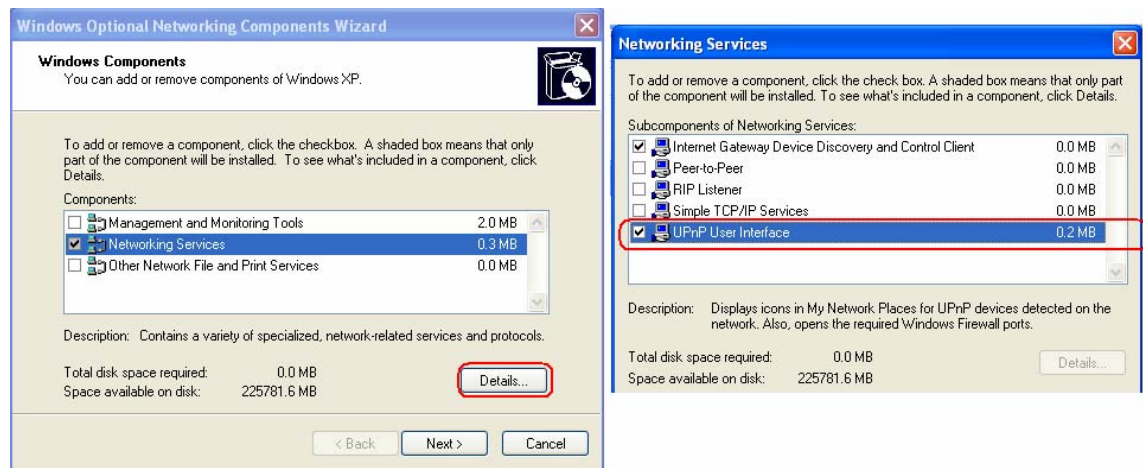 Windows Optional Networking Components Wizard
Windows Components
You can add or remove components of Windows XP.
To add or remove a component, click the checkbox. A shaded box means that only
part of the component will be installed. To see what's included in a component, click
Details.
Components:
Management and Monitoring Tools 2.0 MB
Networking Services 0.3 MB
Other Network File and Print Services 0.0 MB
Description: Contains a variety of specialized, network-related services and protocols.
Total disk space required: 0.0 MB
Space available on disk: 225781.6 MB
Details...
< Back
Next >
Cancel
Networking Services
To add or remove a component, click the check box. A shaded box means that only part
of the component will be installed. To see what's included in a component, click Details.
Subcomponents of Networking Services:
Internet Gateway Device Discovery and Control Client 0.0 MB
Peer-to-Peer 0.0 MB
RIP Listener 0.0 MB
Simple TCP/IP Services 0.0 MB
UPnP User Interface 0.2 MB
Description: Displays icons in My Network Places for UPnP devices detected on the
network. Also, opens the required Windows Firewall ports.
Total disk space required: 0.0 MB
Space available on disk: 225781.6 MB
Details...